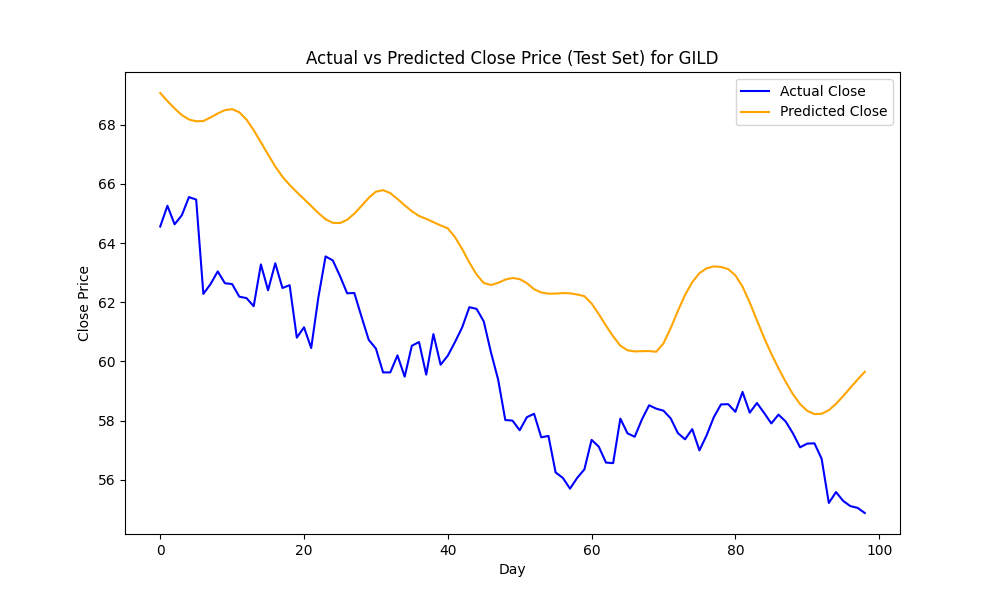 Actual vs Predicted Close Price (Test Set) for GILD
Actual Close
Predicted Close
Close Price
68
66
64
62
60
58
56
0 20 40 60 80 100
Day